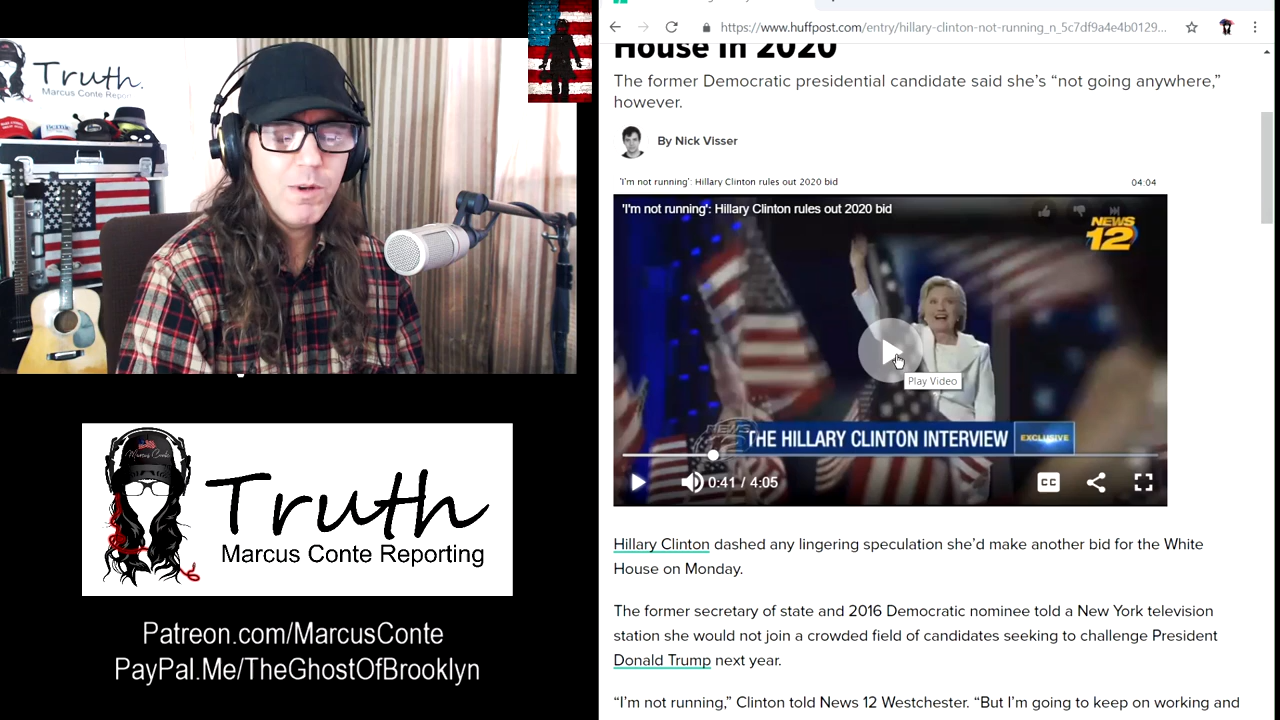 Truth.
Marcus Conte Repor
Truth
Marcus Conte Reporting
Patreon.com/MarcusConte
PayPal.Me/TheGhostOfBrooklyn
https://www.huffpost.com/entry/hillary-clinton-not-running_n_5c7df9a4e4b0129...
House In 2020
The former Democratic presidential candidate said she’s “not going anywhere,”
however.
By Nick Visser
'I'm not running': Hillary Clinton rules out 2020 bid 04:04
'I'm not running': Hillary Clinton rules out 2020 bid
NEWS
12
Play Video
THE HILLARY CLINTON INTERVIEW EXCLUSIVE
0:41 / 4:05 CC
Hillary Clinton dashed any lingering speculation she’d make another bid for the White
House on Monday.
The former secretary of state and 2016 Democratic nominee told a New York television
station she would not join a crowded field of candidates seeking to challenge President
Donald Trump next year.
“I’m not running,” Clinton told News 12 Westchester. “But I’m going to keep on working and